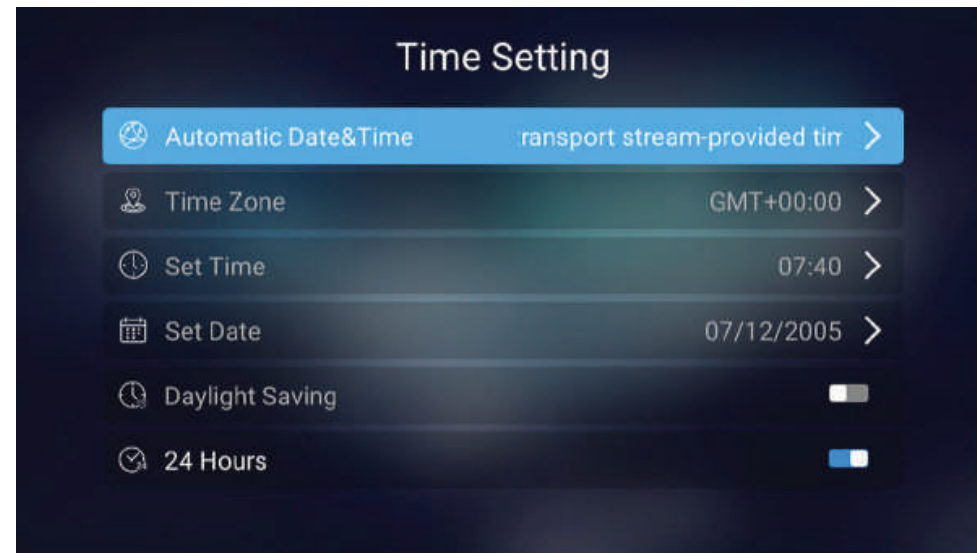 Time Setting
Automatic Date&Time ransport stream-provided
Time Zone GMT+00:00
Set Time 07:40
Set Date 07/12/2005
Daylight Saving
24 Hours